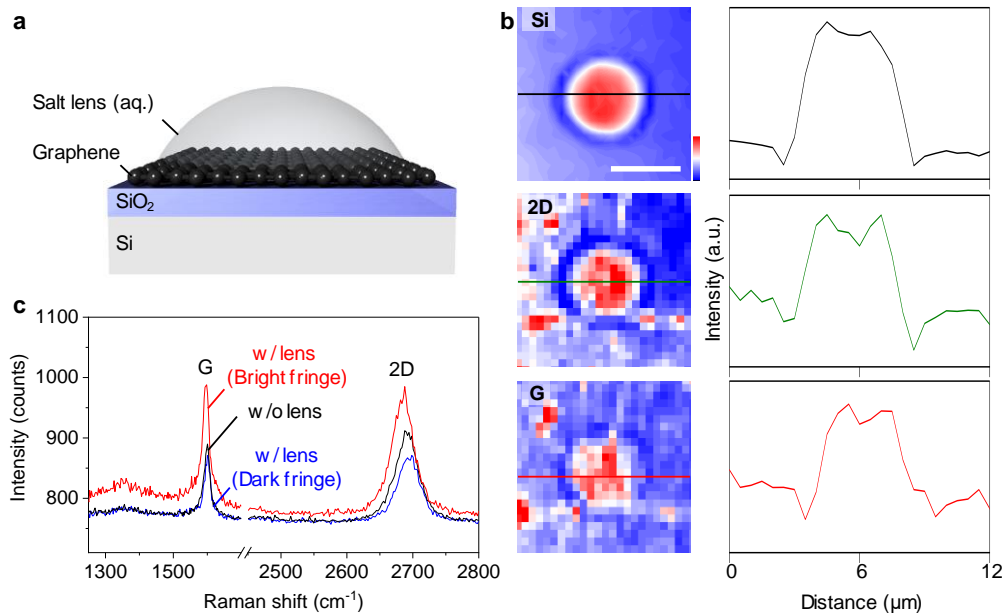 a
Salt lens (aq.)
Graphene
SiO₂
Si
b
Si
2D
G
Intensity (a.u.)
0
6
12
Distance (µm)
c
1100
1000
900
800
Intensity (counts)
G
2D
w/ lens
(Bright fringe)
w/o lens
w/ lens
(Dark fringe)
1300
1500
2500
2600
2700
2800
Raman shift (cm⁻¹)